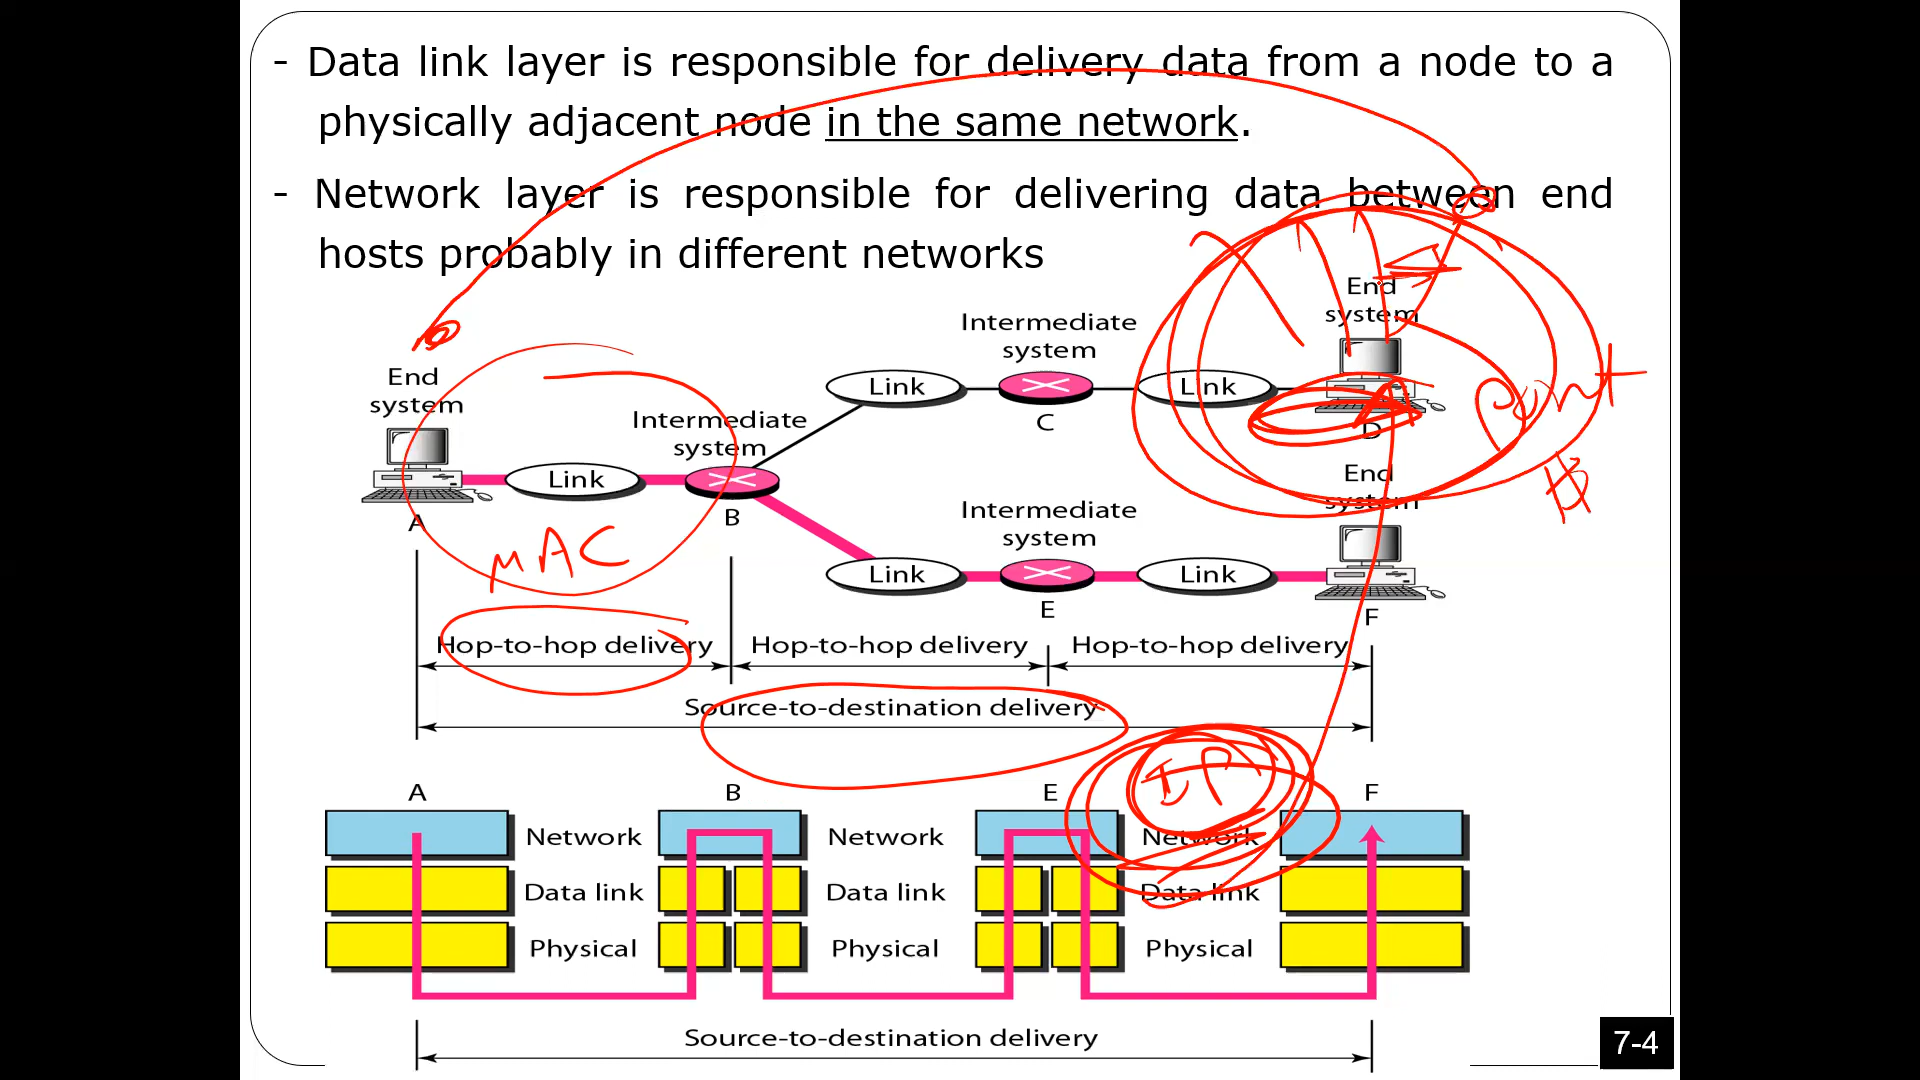 - Data link layer is responsible for delivery data from a node to a
physically adjacent node in the same network.
- Network layer is responsible for delivering data between end
hosts probably in different networks
End
system
Intermediate
system
Link
Link
End
system
C
D
Intermediate
system
Link
A
B
MAC
Intermediate
system
Link
Link
End
system
E
F
Hop-to-hop delivery
Hop-to-hop delivery
Hop-to-hop delivery
Source-to-destination delivery
IP
A
B
E
F
Network
Network
Network
Data link
Data link
Data link
Physical
Physical
Physical
Source-to-destination delivery
7-4